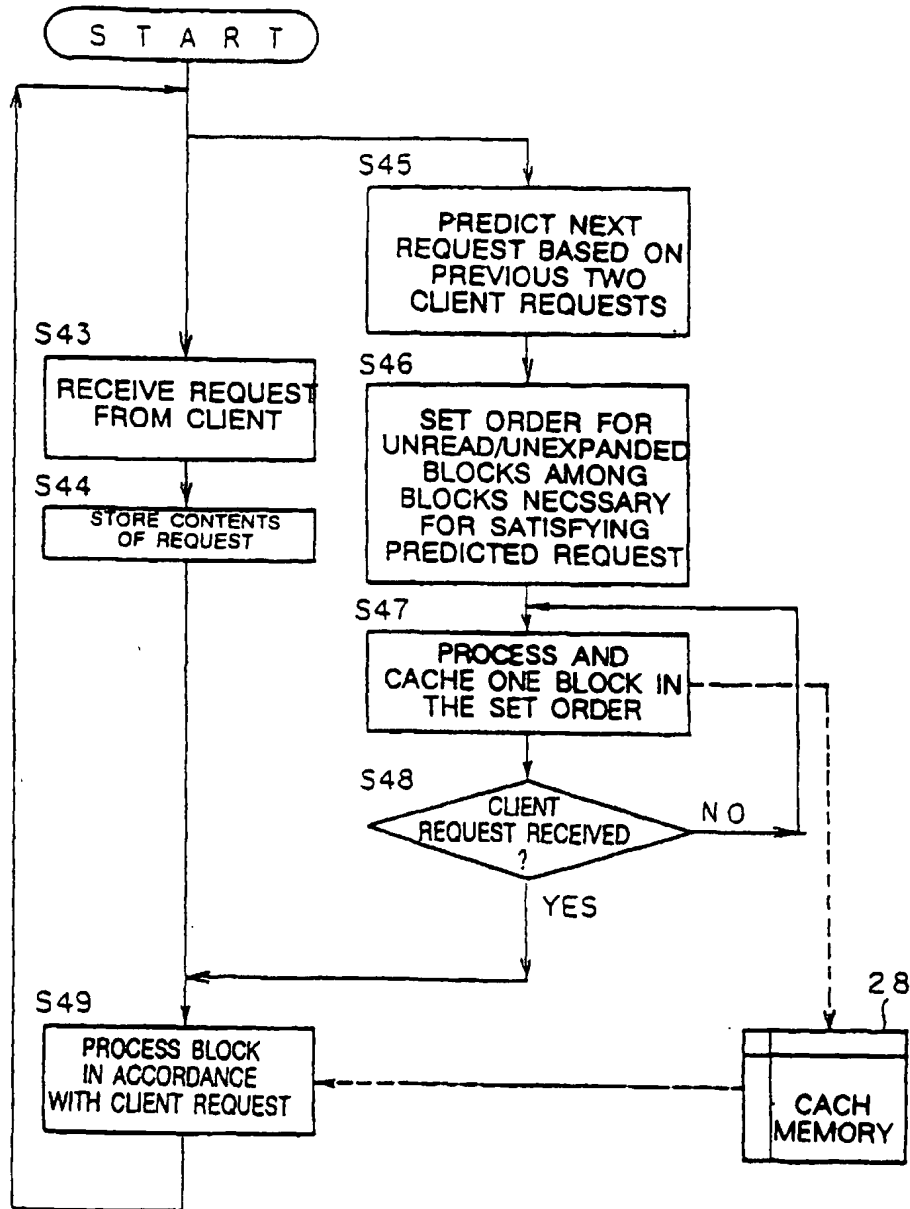 START
S45
PREDICT NEXT
REQUEST BASED ON
PREVIOUS TWO
CLIENT REQUESTS
S43
RECEIVE REQUEST
FROM CLIENT
S46
SET ORDER FOR
UNREAD/UNEXPANDED
BLOCKS AMONG
BLOCKS NECSSARY
FOR SATISFYING
PREDICTED REQUEST
S44
STORE CONTENTS
OF REQUEST
S47
PROCESS AND
CACHE ONE BLOCK IN
THE SET ORDER
S48
CLIENT
REQUEST RECEIVED
?
NO
YES
S49
PROCESS BLOCK
IN ACCORDANCE
WITH CLIENT REQUEST
28
CACH
MEMORY